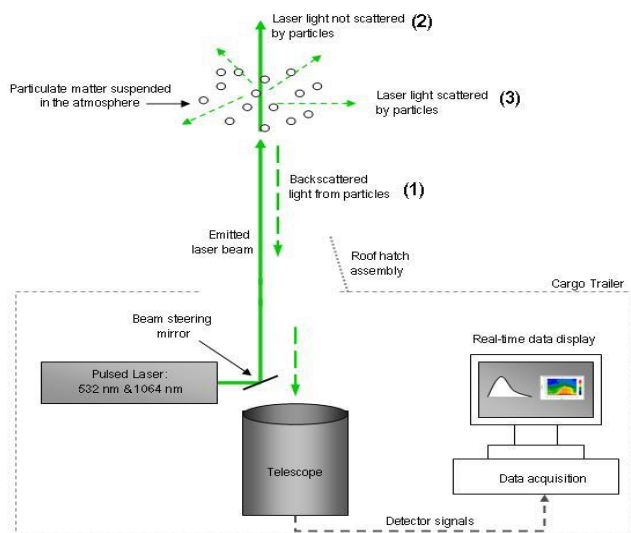 Laser light not scattered
by particles
(2)
Particulate matter suspended
in the atmosphere
Laser light scattered
by particles
(3)
Backscattered
light from particles
(1)
Emitted
laser beam
Roof hatch
assembly
Cargo Trailer
Beam steering
mirror
Real-time data display
Pulsed Laser:
532 nm &1064 nm
Telescope
Data acquisition
Detector signals